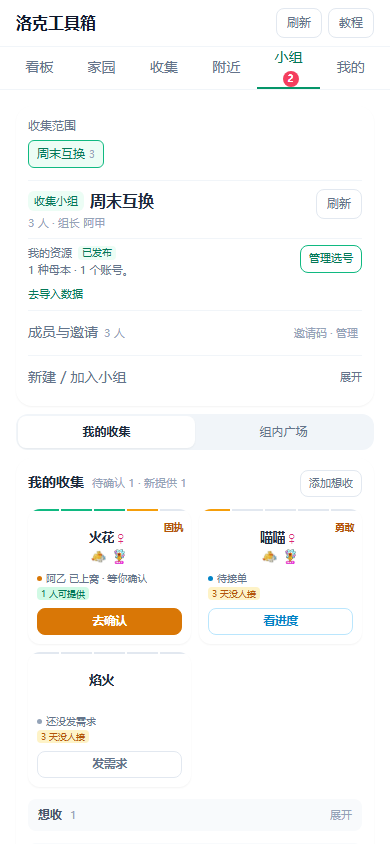 洛克工具箱 刷新 教程
看板 家园 收集 附近 小组 2 我的
收集范围
周末互换 3
收集小组 周末互换 刷新
3 人 · 组长 阿甲
我的资源 已发布 管理选号
1 种母本 · 1 个账号。
去导入数据
成员与邀请 3 人 邀请码 · 管理
新建 / 加入小组 展开
我的收集 组内广场
我的收集 待确认 1 · 新提供 1 添加想收
固执 勇敢
火花♀ 喵喵♀
阿乙 已上窝 · 等你确认 待接单
1 人可提供 3 天没人接
去确认 看进度
焰火
还没发需求
3 天没人接
发需求
想收 1 展开